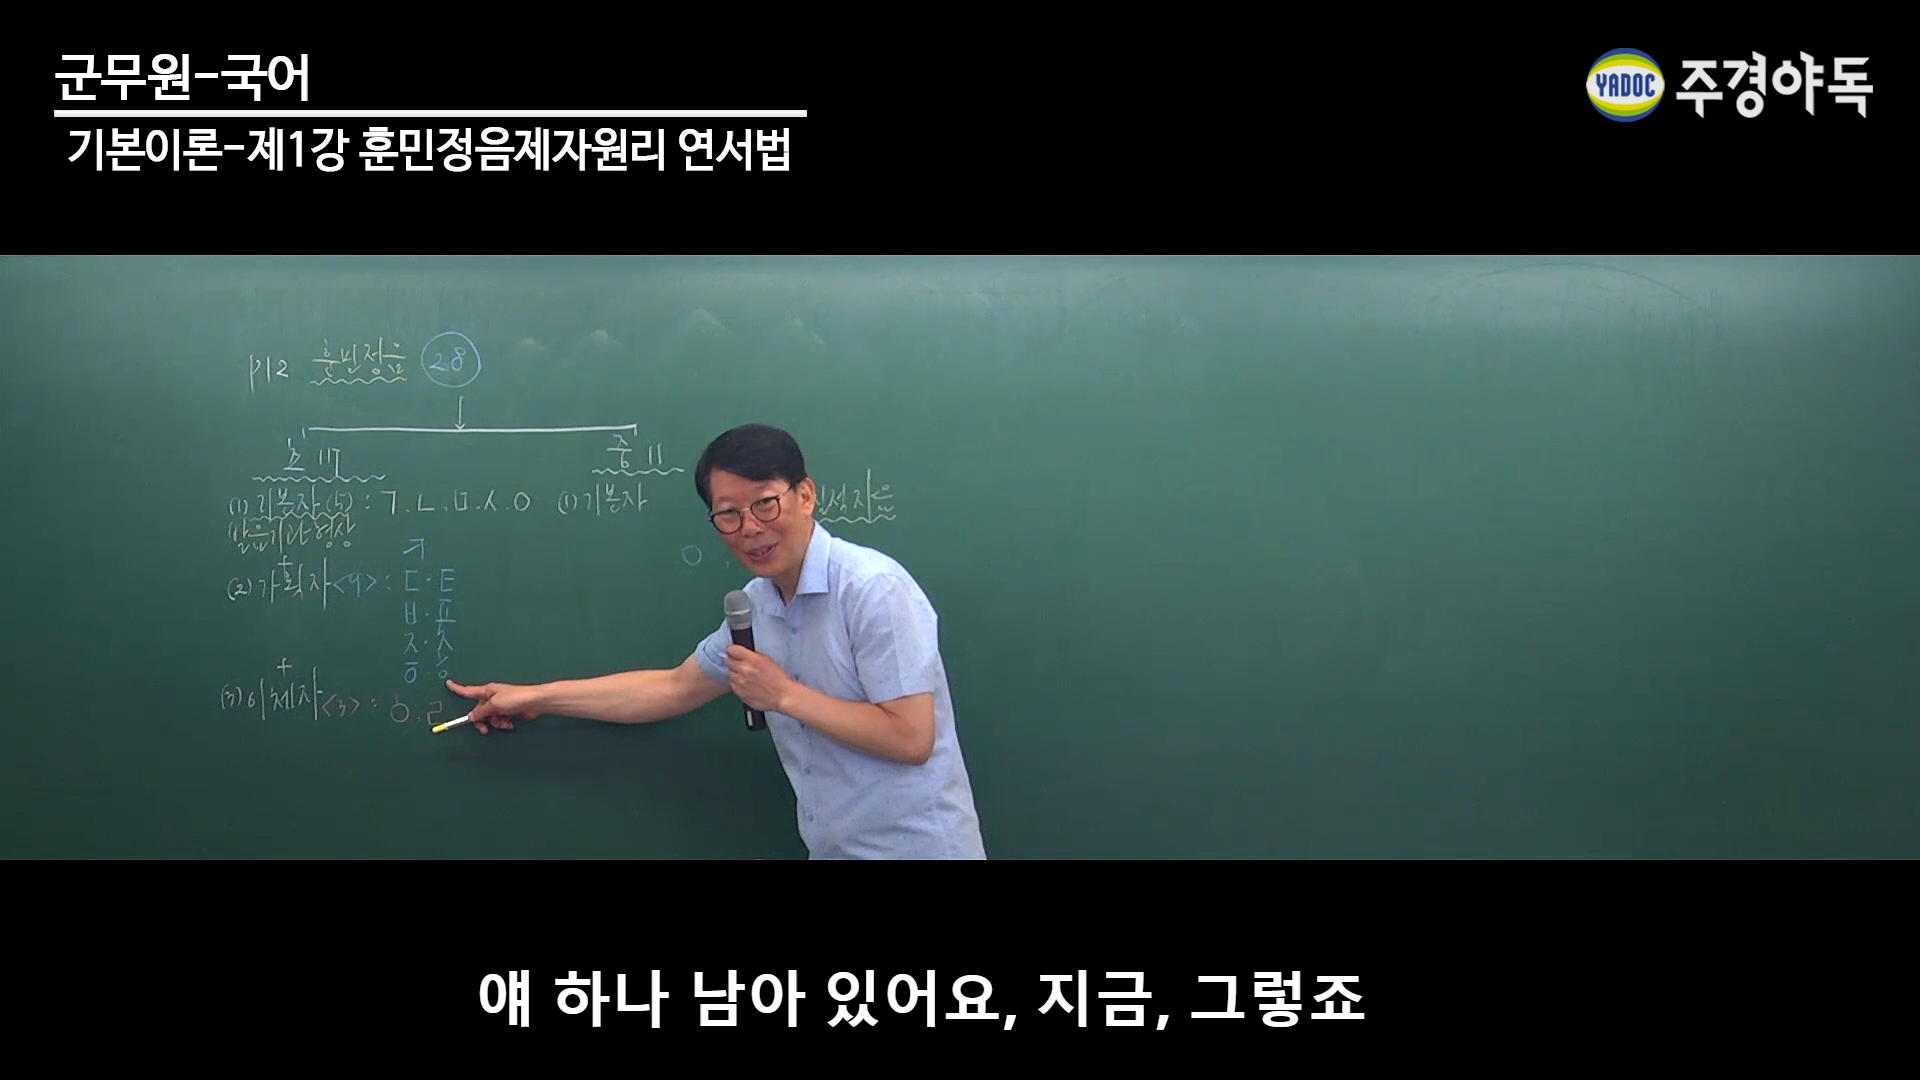 군무원-국어
YADOC 주경야독
기본이론-제1강 훈민정음제자원리 연서법
p12 훈민정음 28
초 17
중 11
(1) 기본자(5) : ㄱ.ㄴ.ㅁ.ㅅ.ㅇ
(1) 기본자
발음기관 형상
ㅋ
+
(2) 가획자<9> : ㄷ.ㅌ
ㅂ.ㅍ
ㅈ.ㅊ
ㆆ.ㅎ
+
(3) 이체자<3> : ㆁ.ㄹ
얘 하나 남아 있어요, 지금, 그렇죠